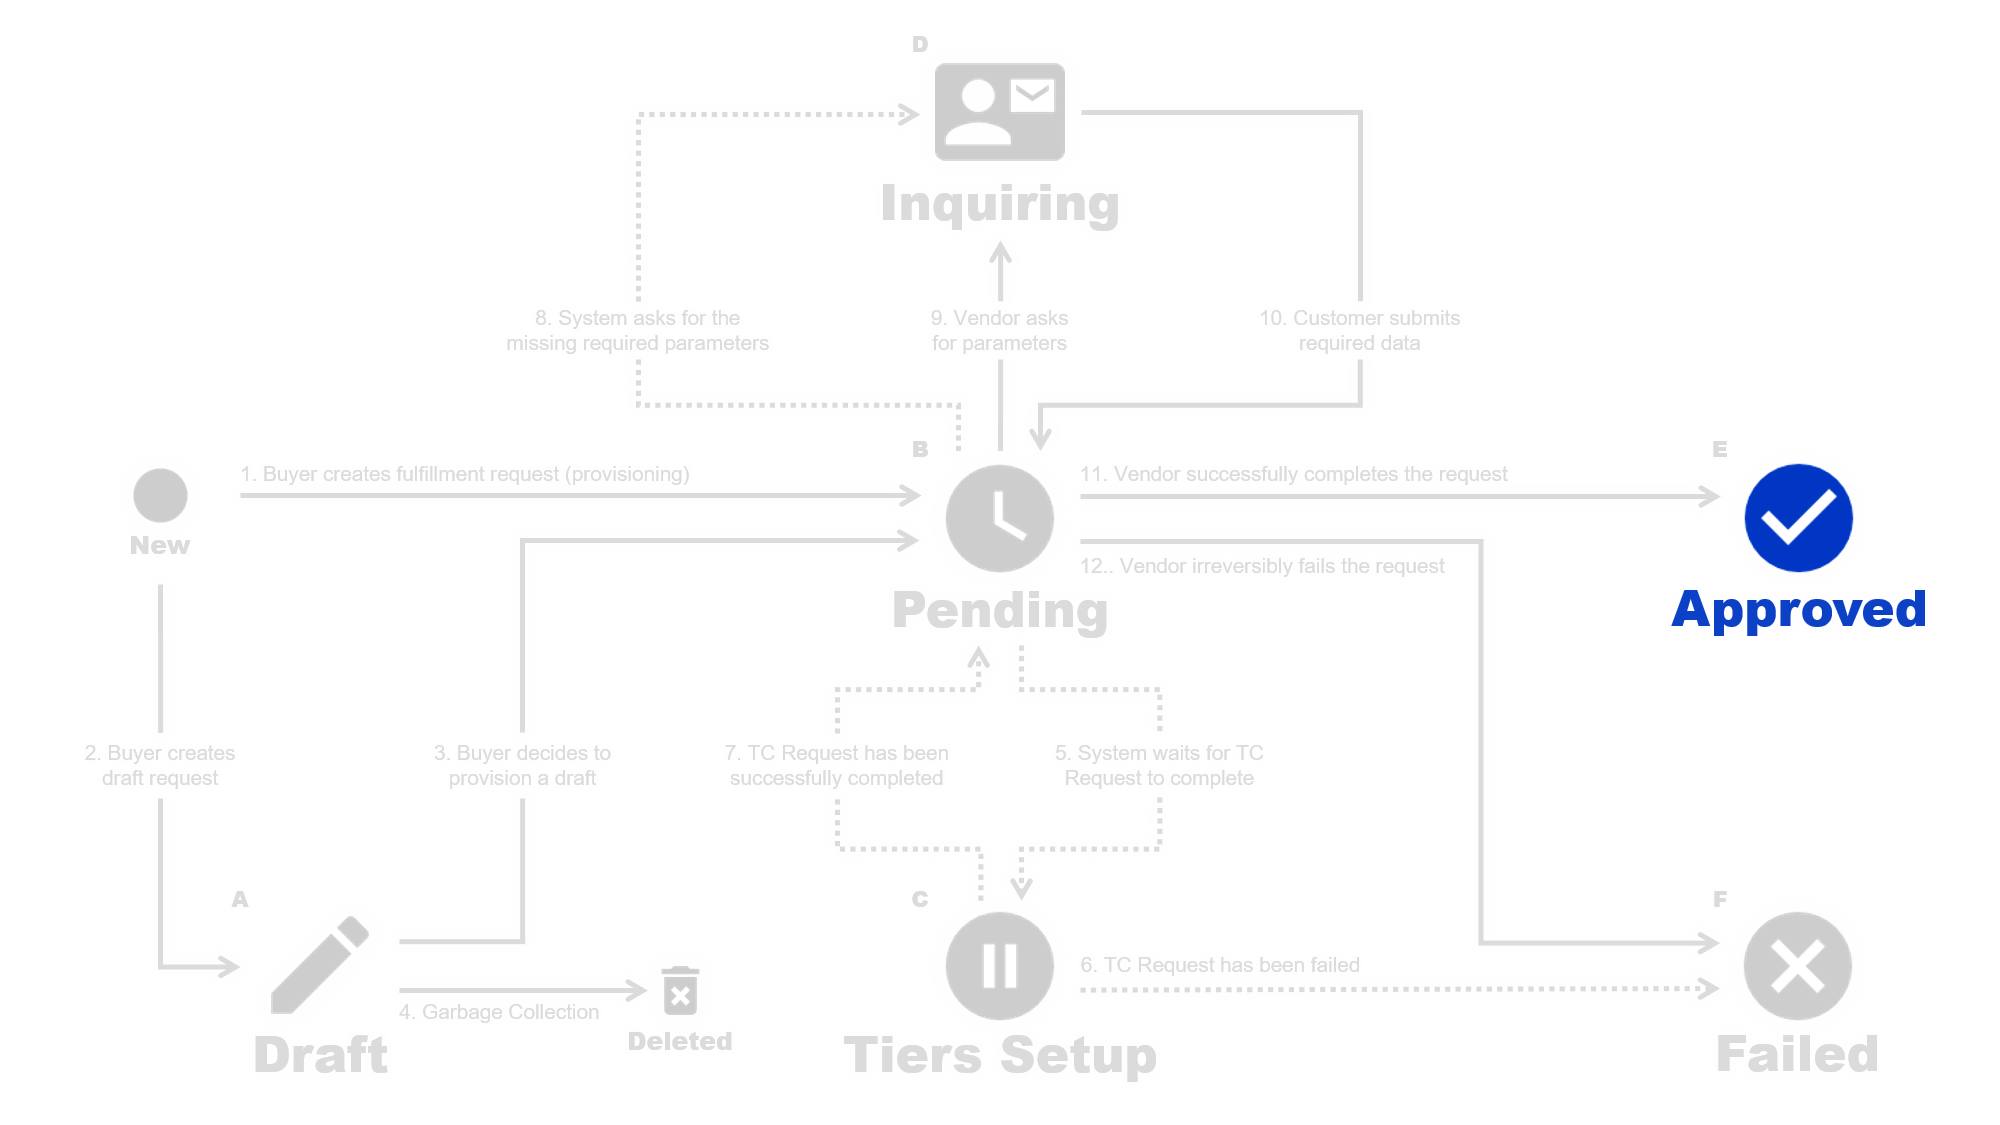 D
Inquiring
8. System asks for the
missing required parameters
9. Vendor asks
for parameters
10. Customer submits
required data
B
E
1. Buyer creates fulfillment request (provisioning)
11. Vendor successfully completes the request
New
12.. Vendor irreversibly fails the request
Pending
Approved
2. Buyer creates
draft request
3. Buyer decides to
provision a draft
7. TC Request has been
successfully completed
5. System waits for TC
Request to complete
A
C
F
6. TC Request has been failed
4. Garbage Collection
Deleted
Draft
Tiers Setup
Failed